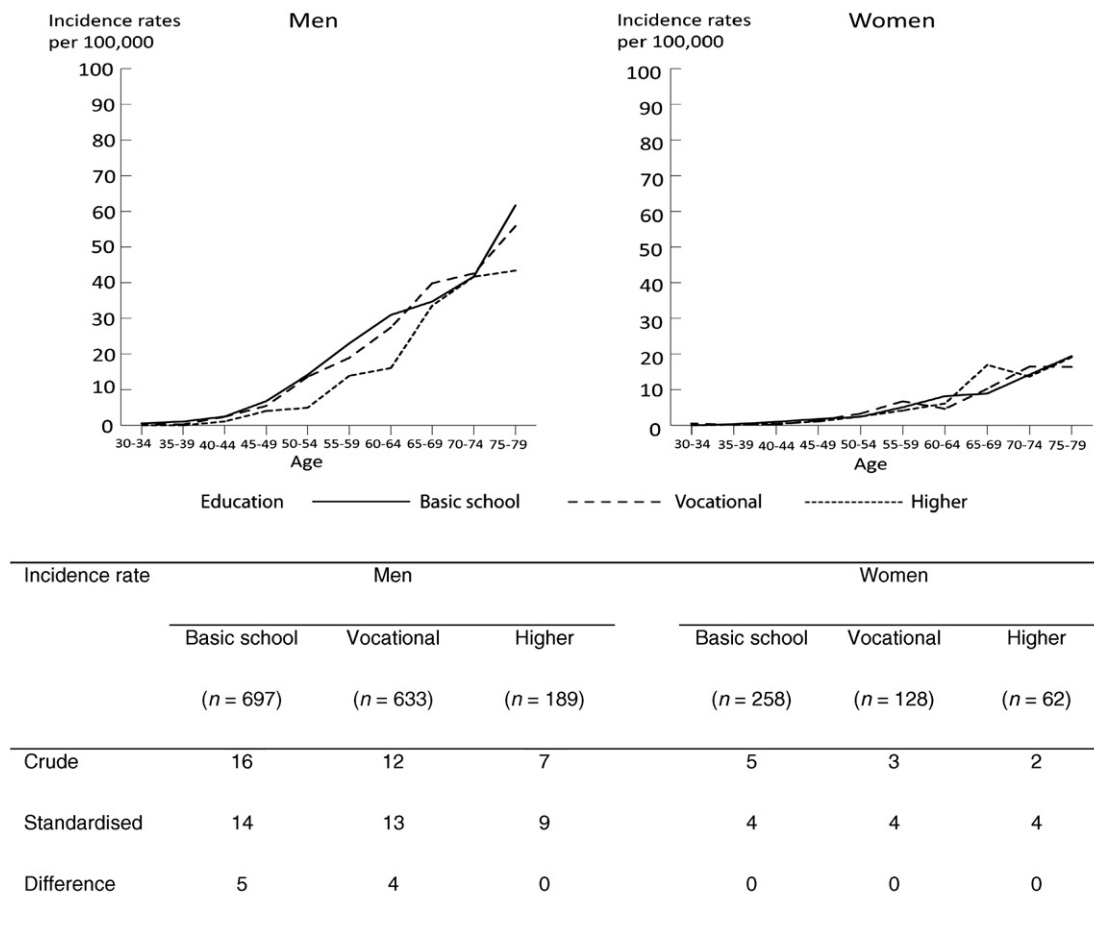 Incidence rates
per 100,000
Men
100
90
80
70
60
50
40
30
20
10
0
30-34 35-39 40-44 45-49 50-54 55-59 60-64 65-69 70-74 75-79
Age
Incidence rates
per 100,000
Women
100
90
80
70
60
50
40
30
20
10
0
30-34 35-39 40-44 45-49 50-54 55-59 60-64 65-69 70-74 75-79
Age
Education Basic school Vocational Higher
Incidence rate Men Women
Basic school Vocational Higher Basic school Vocational Higher
(n = 697) (n = 633) (n = 189) (n = 258) (n = 128) (n = 62)
Crude 16 12 7 5 3 2
Standardised 14 13 9 4 4 4
Difference 5 4 0 0 0 0